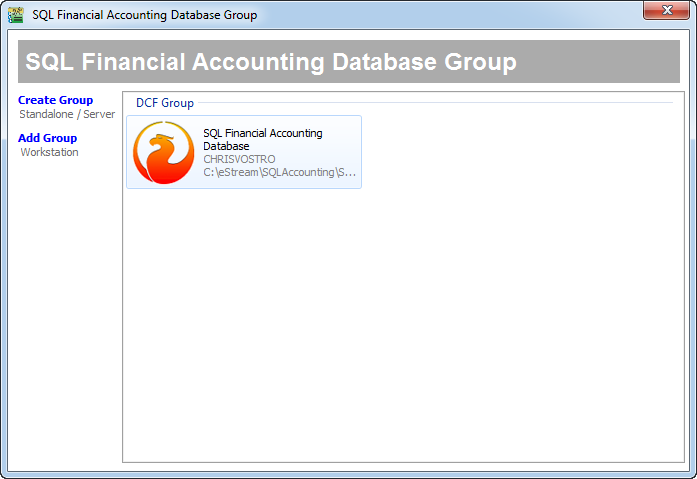 SQL Financial Accounting Database Group
SQL Financial Accounting Database Group
Create Group
Standalone / Server
Add Group
Workstation
DCF Group
SQL Financial Accounting
Database
CHRISVOSTRO
C:\eStream\SQLAccounting\S...